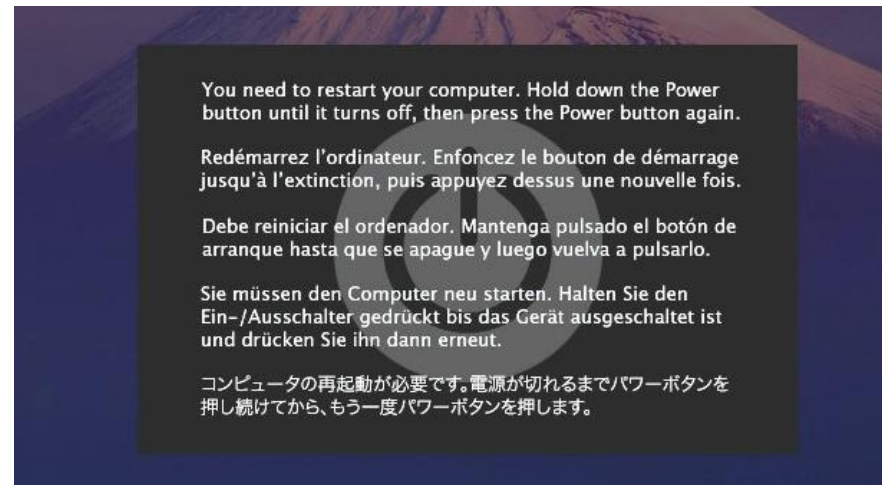 You need to restart your computer. Hold down the Power
button until it turns off, then press the Power button again.
Redémarrez l'ordinateur. Enfoncez le bouton de démarrage
jusqu'à l'extinction, puis appuyez dessus une nouvelle fois.
Debe reiniciar el ordenador. Mantenga pulsado el botón de
arranque hasta que se apague y luego vuelva a pulsarlo.
Sie müssen den Computer neu starten. Halten Sie den
Ein-/Ausschalter gedrückt bis das Gerät ausgeschaltet ist
und drücken Sie ihn dann erneut.
コンピュータの再起動が必要です。電源が切れるまでパワーボタンを
押し続けてから、もう一度パワーボタンを押します。